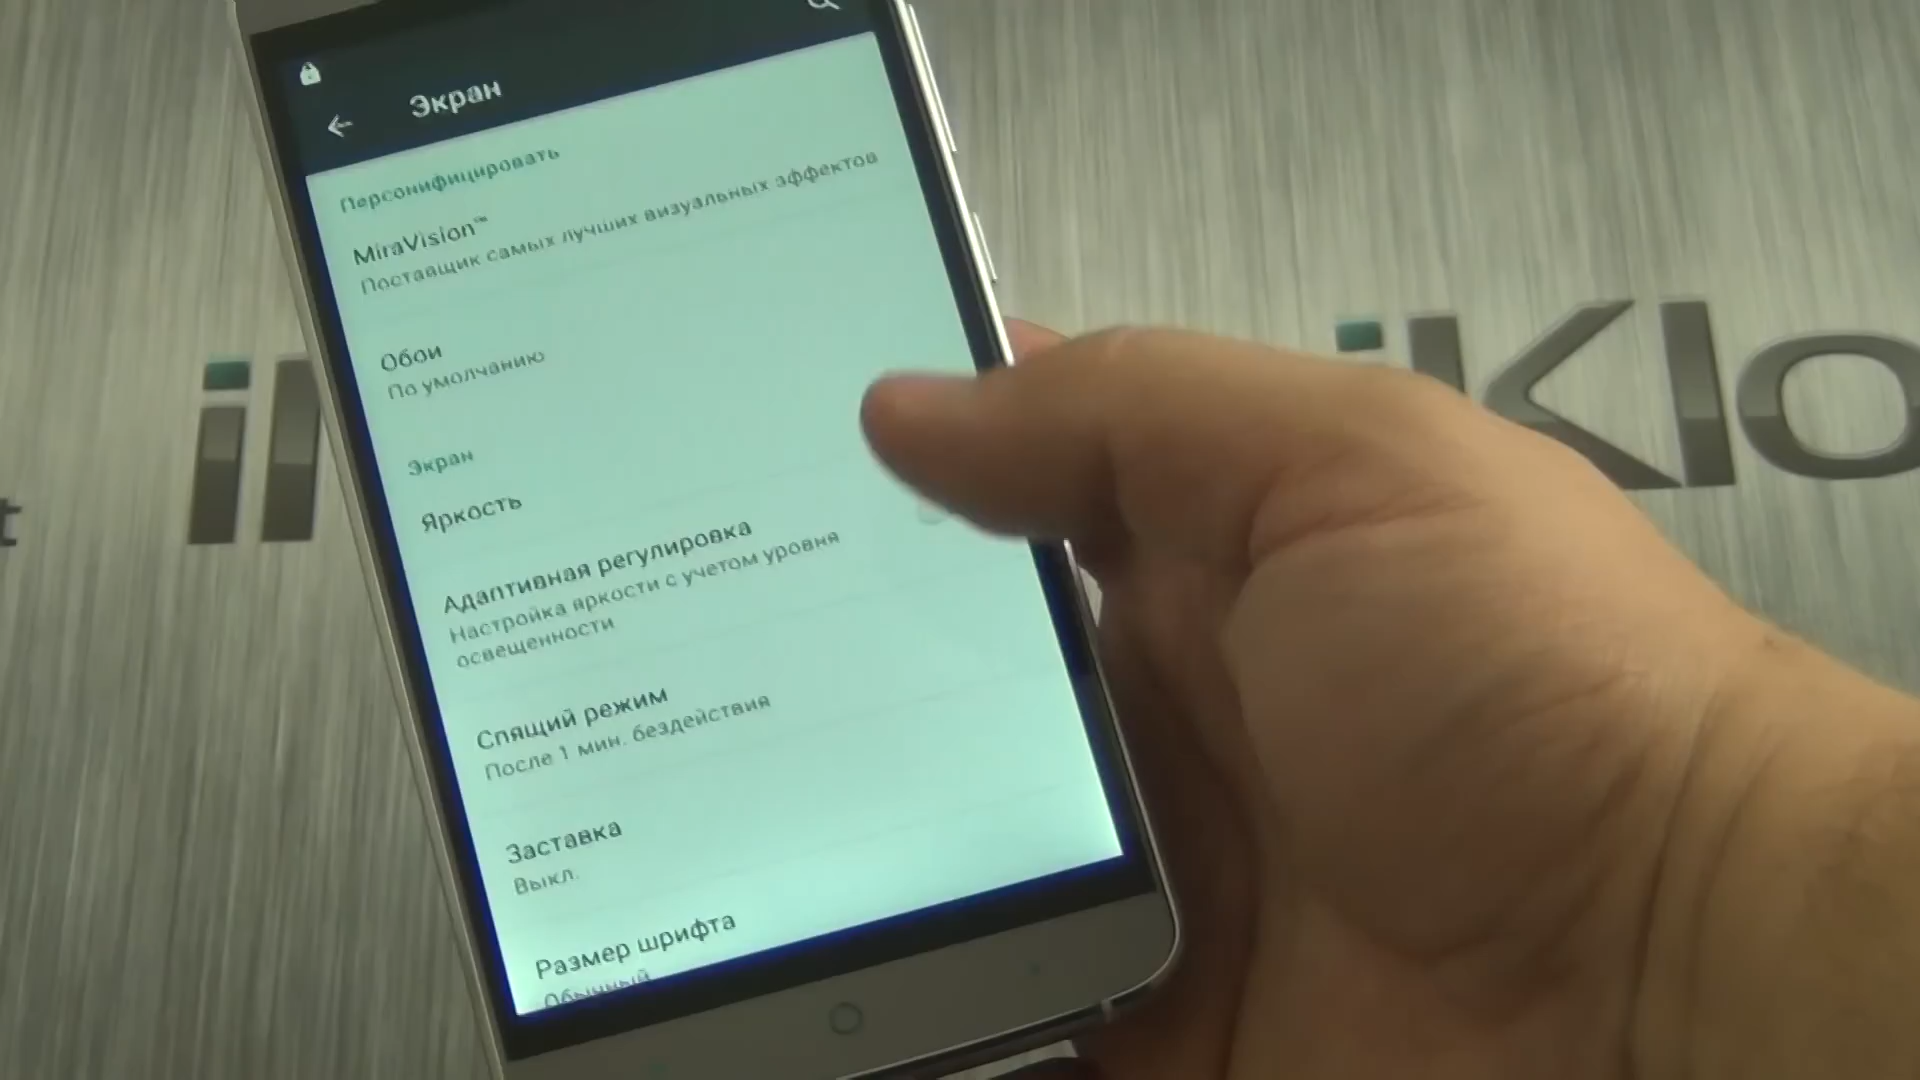 Экран
Персонифицировать
MiraVision™
Поставщик самых лучших визуальных эффектов
Обои
По умолчанию
Экран
Яркость
Адаптивная регулировка
Настройка яркости с учетом уровня
освещенности
Спящий режим
После 1 мин. бездействия
Заставка
Выкл.
Размер шрифта
Обычный
iKlo